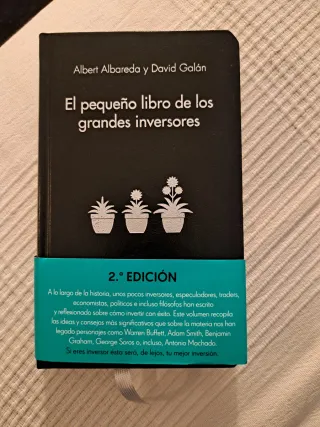 Albert Albareda y David Galán
El pequeño libro de los
grandes inversores
2.ª EDICIÓN
A lo largo de la historia, unos pocos inversores, especuladores, traders,
economistas, políticos e incluso filósofos han escrito
y reflexionado sobre cómo invertir con éxito. Este volumen recopila
las ideas y consejos más significativos que sobre la materia nos han
legado personajes como Warren Buffett, Adam Smith, Benjamin
Graham, George Soros o, incluso, Antonio Machado.
Si eres inversor éste será, de lejos, tu mejor inversión.